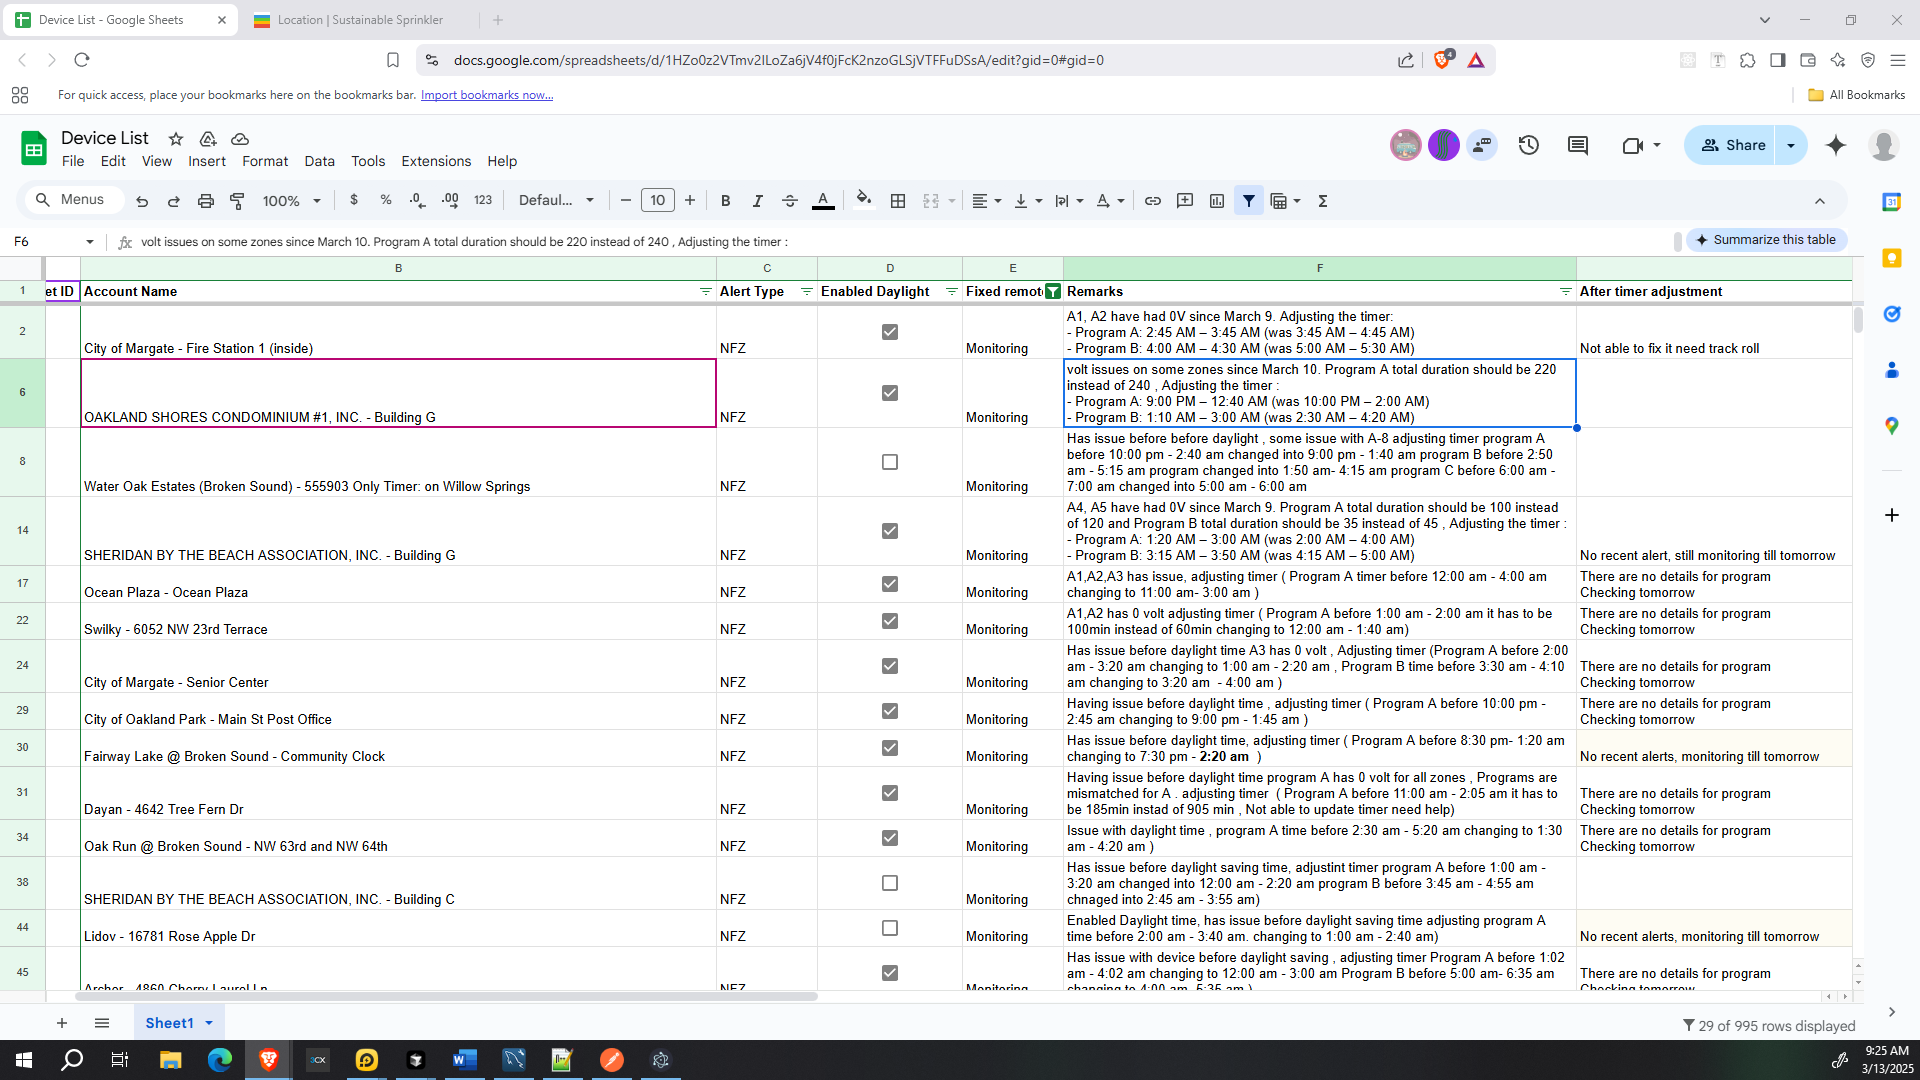 Device List - Google Sheets
Location | Sustainable Sprinkler
docs.google.com/spreadsheets/d/1HZo0z2VTmv2ILoZa6jV4f0jFcK2nzoGLSjVTFFuDSsA/edit?gid=0#gid=0
4
For quick access, place your bookmarks here on the bookmarks bar. Import bookmarks now...
All Bookmarks
Device List
File Edit View Insert Format Data Tools Extensions Help
Share
Menus 100% $ % .0 .00 123 Defaul... 10 B I A
F6 fx volt issues on some zones since March 10. Program A total duration should be 220 instead of 240 , Adjusting the timer :
Summarize this table
B C D E F
1 et ID Account Name Alert Type Enabled Daylight Fixed remot Remarks After timer adjustment
2 City of Margate - Fire Station 1 (inside) NFZ Monitoring
A1, A2 have had 0V since March 9. Adjusting the timer:
- Program A: 2:45 AM – 3:45 AM (was 3:45 AM – 4:45 AM)
- Program B: 4:00 AM – 4:30 AM (was 5:00 AM – 5:30 AM)
Not able to fix it need track roll
6 OAKLAND SHORES CONDOMINIUM #1, INC. - Building G NFZ Monitoring
volt issues on some zones since March 10. Program A total duration should be 220
instead of 240 , Adjusting the timer :
- Program A: 9:00 PM – 12:40 AM (was 10:00 PM – 2:00 AM)
- Program B: 1:10 AM – 3:00 AM (was 2:30 AM – 4:20 AM)
8 Water Oak Estates (Broken Sound) - 555903 Only Timer: on Willow Springs NFZ Monitoring
Has issue before before daylight , some issue with A-8 adjusting timer program A
before 10:00 pm - 2:40 am changed into 9:00 pm - 1:40 am program B before 2:50
am - 5:15 am program changed into 1:50 am- 4:15 am program C before 6:00 am -
7:00 am changed into 5:00 am - 6:00 am
14 SHERIDAN BY THE BEACH ASSOCIATION, INC. - Building G NFZ Monitoring
A4, A5 have had 0V since March 9. Program A total duration should be 100 instead
of 120 and Program B total duration should be 35 instead of 45 , Adjusting the timer :
- Program A: 1:20 AM – 3:00 AM (was 2:00 AM – 4:00 AM)
- Program B: 3:15 AM – 3:50 AM (was 4:15 AM – 5:00 AM)
No recent alert, still monitoring till tomorrow
17 Ocean Plaza - Ocean Plaza NFZ Monitoring
A1,A2,A3 has issue, adjusting timer ( Program A timer before 12:00 am - 4:00 am
changing to 11:00 am- 3:00 am )
There are no details for program
Checking tomorrow
22 Swilky - 6052 NW 23rd Terrace NFZ Monitoring
A1,A2 has 0 volt adjusting timer ( Program A before 1:00 am - 2:00 am it has to be
100min instead of 60min changing to 12:00 am - 1:40 am)
There are no details for program
Checking tomorrow
24 City of Margate - Senior Center NFZ Monitoring
Has issue before daylight time A3 has 0 volt , Adjusting timer (Program A before 2:00
am - 3:20 am changing to 1:00 am - 2:20 am , Program B time before 3:30 am - 4:10
am changing to 3:20 am - 4:00 am )
There are no details for program
Checking tomorrow
29 City of Oakland Park - Main St Post Office NFZ Monitoring
Having issue before daylight time , adjusting timer ( Program A before 10:00 pm -
2:45 am changing to 9:00 pm - 1:45 am )
There are no details for program
Checking tomorrow
30 Fairway Lake @ Broken Sound - Community Clock NFZ Monitoring
Has issue before daylight time, adjusting timer ( Program A before 8:30 pm- 1:20 am
changing to 7:30 pm - 2:20 am )
No recent alerts, monitoring till tomorrow
31 Dayan - 4642 Tree Fern Dr NFZ Monitoring
Having issue before daylight time program A has 0 volt for all zones , Programs are
mismatched for A . adjusting timer ( Program A before 11:00 am - 2:05 am it has to
be 185min instad of 905 min , Not able to update timer need help)
There are no details for program
Checking tomorrow
34 Oak Run @ Broken Sound - NW 63rd and NW 64th NFZ Monitoring
Issue with daylight time , program A time before 2:30 am - 5:20 am changing to 1:30
am - 4:20 am )
There are no details for program
Checking tomorrow
38 SHERIDAN BY THE BEACH ASSOCIATION, INC. - Building C NFZ Monitoring
Has issue before daylight saving time, adjustint timer program A before 1:00 am -
3:20 am changed into 12:00 am - 2:20 am program B before 3:45 am - 4:55 am
chnaged into 2:45 am - 3:55 am)
44 Lidov - 16781 Rose Apple Dr NFZ Monitoring
Enabled Daylight time, has issue before daylight saving time adjusting program A
time before 2:00 am - 3:40 am. changing to 1:00 am - 2:40 am)
No recent alerts, monitoring till tomorrow
45 Archer - 4860 Cherry Laurel Ln NFZ Monitoring
Has issue with device before daylight saving , adjusting timer Program A before 1:02
am - 4:02 am changing to 12:00 am - 3:00 am Program B before 5:00 am- 6:35 am
changing to 4:00 am- 5:35 am )
There are no details for program
Checking tomorrow
Sheet1
29 of 995 rows displayed
9:25 AM
3/13/2025